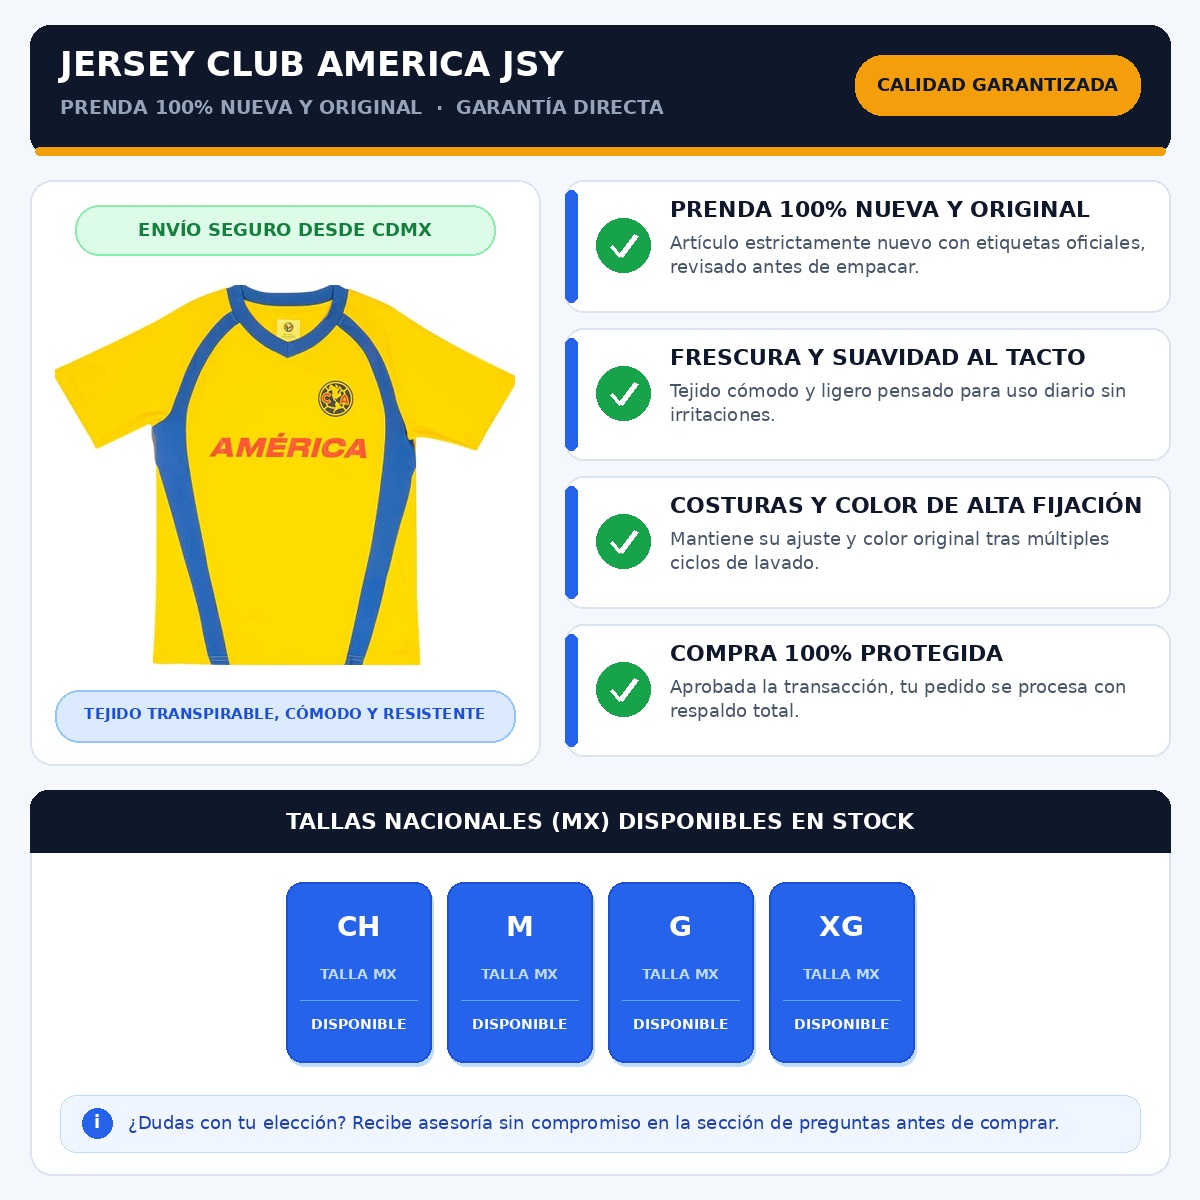 JERSEY CLUB AMERICA JSY
PRENDA 100% NUEVA Y ORIGINAL · GARANTÍA DIRECTA
CALIDAD GARANTIZADA
ENVÍO SEGURO DESDE CDMX
CA
AMÉRICA
TEJIDO TRANSPIRABLE, CÓMODO Y RESISTENTE
PRENDA 100% NUEVA Y ORIGINAL
Artículo estrictamente nuevo con etiquetas oficiales,
revisado antes de empacar.
FRESCURA Y SUAVIDAD AL TACTO
Tejido cómodo y ligero pensado para uso diario sin
irritaciones.
COSTURAS Y COLOR DE ALTA FIJACIÓN
Mantiene su ajuste y color original tras múltiples
ciclos de lavado.
COMPRA 100% PROTEGIDA
Aprobada la transacción, tu pedido se procesa con
respaldo total.
TALLAS NACIONALES (MX) DISPONIBLES EN STOCK
CH
TALLA MX
DISPONIBLE
M
TALLA MX
DISPONIBLE
G
TALLA MX
DISPONIBLE
XG
TALLA MX
DISPONIBLE
i
¿Dudas con tu elección? Recibe asesoría sin compromiso en la sección de preguntas antes de comprar.